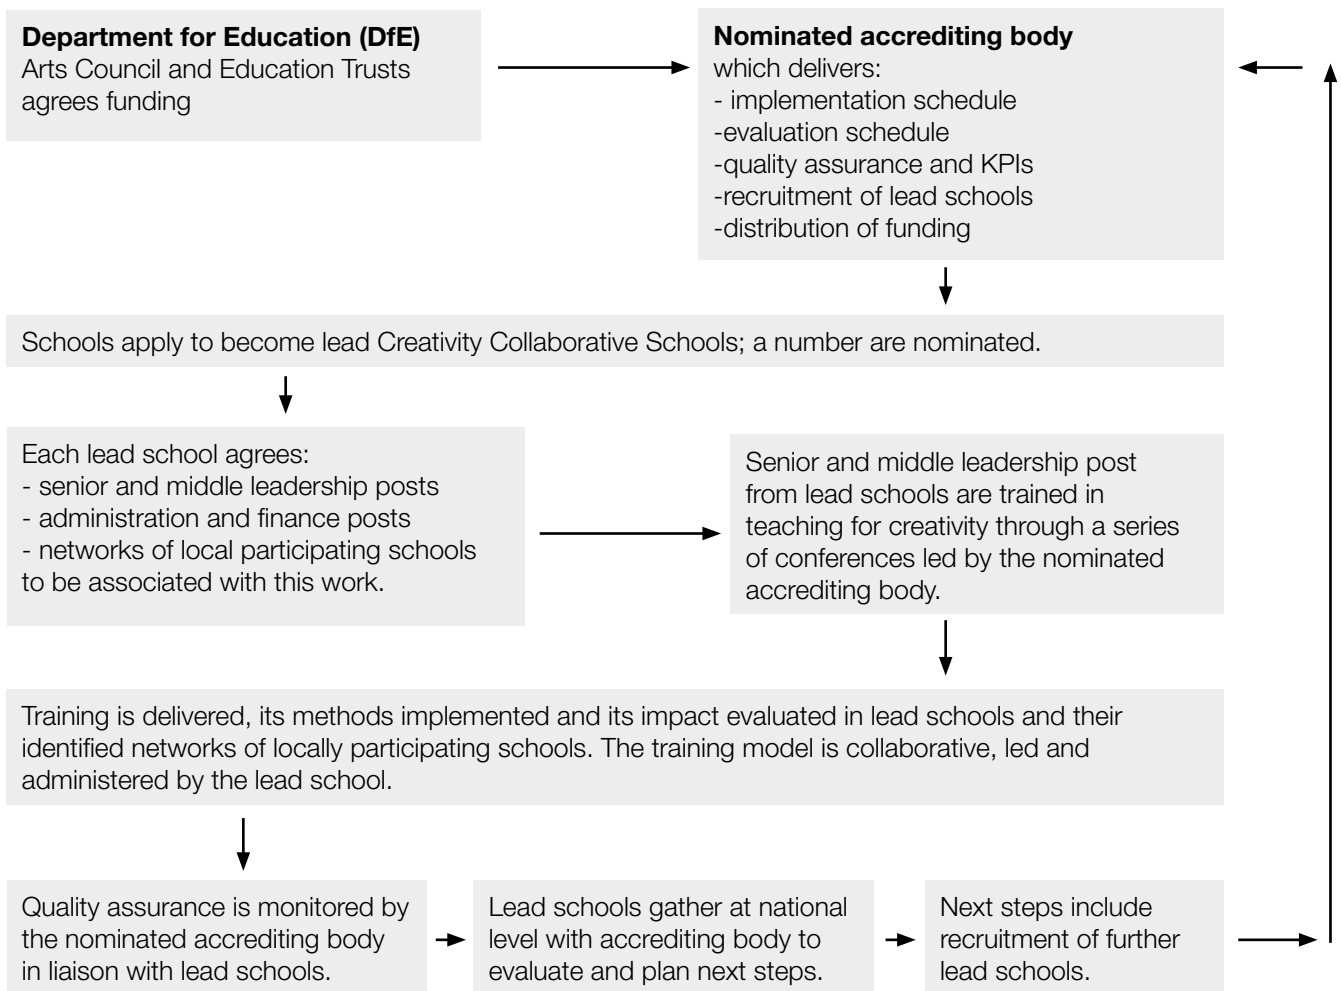 Department for Education (DfE)
Arts Council and Education Trusts
agrees funding
Nominated accrediting body
which delivers:
- implementation schedule
-evaluation schedule
-quality assurance and KPIs
-recruitment of lead schools
-distribution of funding
Schools apply to become lead Creativity Collaborative Schools; a number are nominated.
Each lead school agrees:
- senior and middle leadership posts
- administration and finance posts
- networks of local participating schools
to be associated with this work.
Senior and middle leadership post
from lead schools are trained in
teaching for creativity through a series
of conferences led by the nominated
accrediting body.
Training is delivered, its methods implemented and its impact evaluated in lead schools and their
identified networks of locally participating schools. The training model is collaborative, led and
administered by the lead school.
Quality assurance is monitored by
the nominated accrediting body
in liaison with lead schools.
Lead schools gather at national
level with accrediting body to
evaluate and plan next steps.
Next steps include
recruitment of further
lead schools.